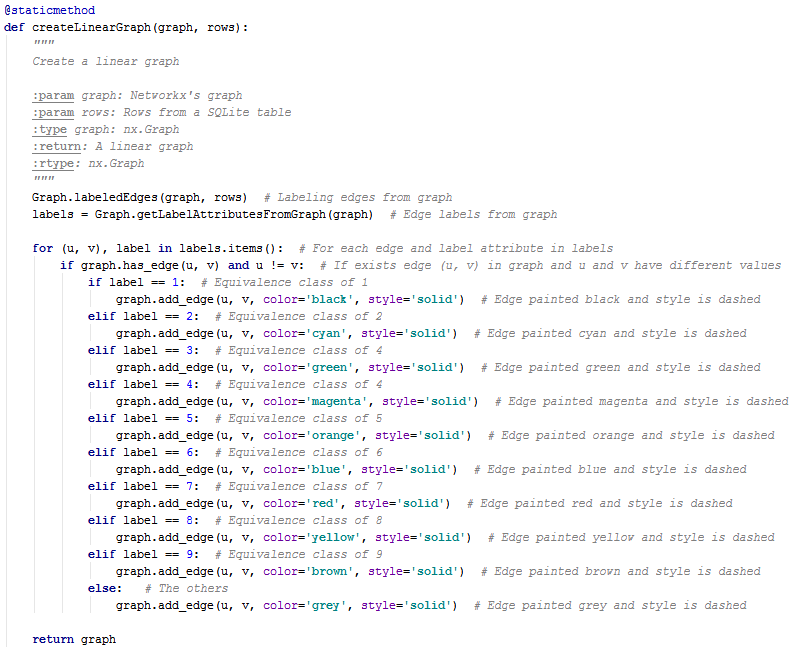 @staticmethod
def createLinearGraph(graph, rows):
    """
    Create a linear graph

    :param graph: Networkx's graph
    :param rows: Rows from a SQLite table
    :type graph: nx.Graph
    :return: A linear graph
    :rtype: nx.Graph
    """
    Graph.labeledEdges(graph, rows)  # Labeling edges from graph
    labels = Graph.getLabelAttributesFromGraph(graph)  # Edge labels from graph

    for (u, v), label in labels.items():  # For each edge and label attribute in labels
        if graph.has_edge(u, v) and u != v:  # If exists edge (u, v) in graph and u and v have different values
            if label == 1:  # Equivalence class of 1
                graph.add_edge(u, v, color='black', style='solid')  # Edge painted black and style is dashed
            elif label == 2:  # Equivalence class of 2
                graph.add_edge(u, v, color='cyan', style='solid')  # Edge painted cyan and style is dashed
            elif label == 3:  # Equivalence class of 4
                graph.add_edge(u, v, color='green', style='solid')  # Edge painted green and style is dashed
            elif label == 4:  # Equivalence class of 4
                graph.add_edge(u, v, color='magenta', style='solid')  # Edge painted magenta and style is dashed
            elif label == 5:  # Equivalence class of 5
                graph.add_edge(u, v, color='orange', style='solid')  # Edge painted orange and style is dashed
            elif label == 6:  # Equivalence class of 6
                graph.add_edge(u, v, color='blue', style='solid')  # Edge painted blue and style is dashed
            elif label == 7:  # Equivalence class of 7
                graph.add_edge(u, v, color='red', style='solid')  # Edge painted red and style is dashed
            elif label == 8:  # Equivalence class of 8
                graph.add_edge(u, v, color='yellow', style='solid')  # Edge painted yellow and style is dashed
            elif label == 9:  # Equivalence class of 9
                graph.add_edge(u, v, color='brown', style='solid')  # Edge painted brown and style is dashed
            else:   # The others
                graph.add_edge(u, v, color='grey', style='solid')  # Edge painted grey and style is dashed

    return graph